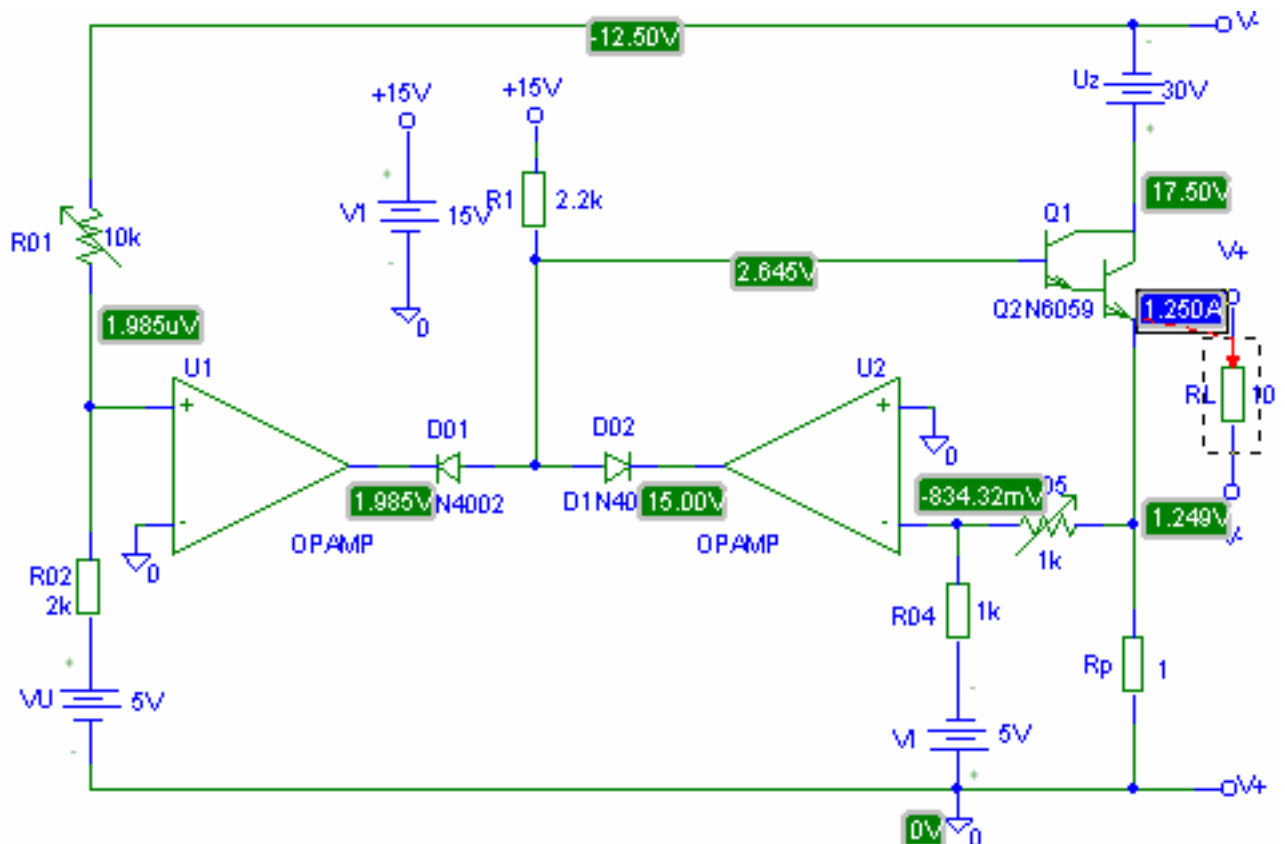 V-
-12.50V
Uz
30V
+15V
+15V
17.50V
V1
15V
R1
2.2k
Q1
R01
10k
V+
2.645V
Q2N6059
1.250A
1.985uV
0
U1
U2
RL
10
+
+
0
D01
D02
1.985V
N4002
D1N40
15.00V
-834.32mV
05
1.249V
V-
-
-
0
OPAMP
OPAMP
1k
R02
2k
R04
1k
Rp
1
VU
5V
VI
5V
V+
0V
0